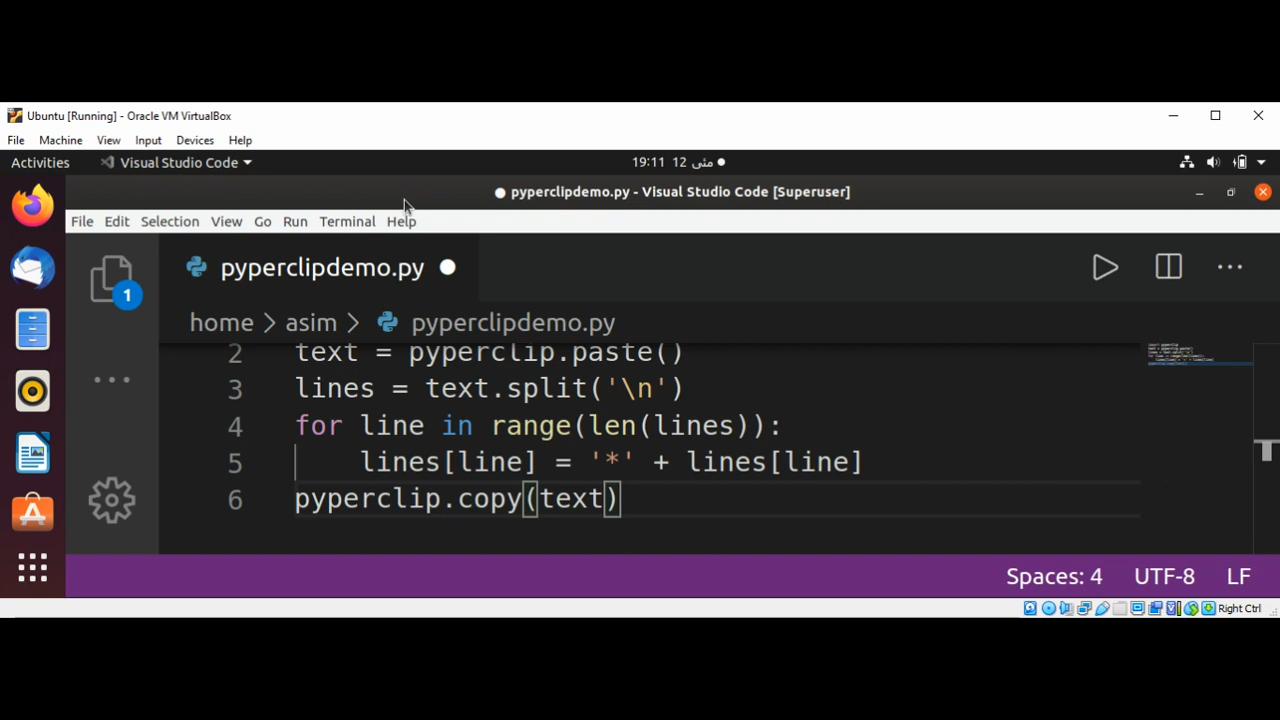 Ubuntu [Running] - Oracle VM VirtualBox
File Machine View Input Devices Help
Activities Visual Studio Code 19:11 12 مئی
● pyperclipdemo.py - Visual Studio Code [Superuser]
File Edit Selection View Go Run Terminal Help
1
pyperclipdemo.py
home > asim > pyperclipdemo.py
2 text = pyperclip.paste()
3 lines = text.split('\n')
4 for line in range(len(lines)):
5 lines[line] = '*' + lines[line]
6 pyperclip.copy(text)
Spaces: 4 UTF-8 LF
Right Ctrl